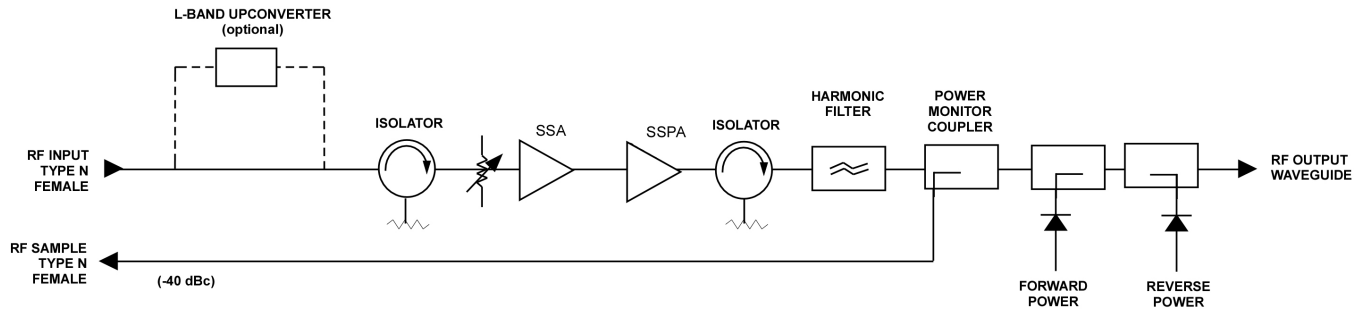 L-BAND UPCONVERTER
(optional)
RF INPUT
TYPE N
FEMALE
ISOLATOR
SSA
SSPA
ISOLATOR
HARMONIC
FILTER
POWER
MONITOR
COUPLER
RF OUTPUT
WAVEGUIDE
RF SAMPLE
TYPE N
FEMALE
(-40 dBc)
FORWARD
POWER
REVERSE
POWER